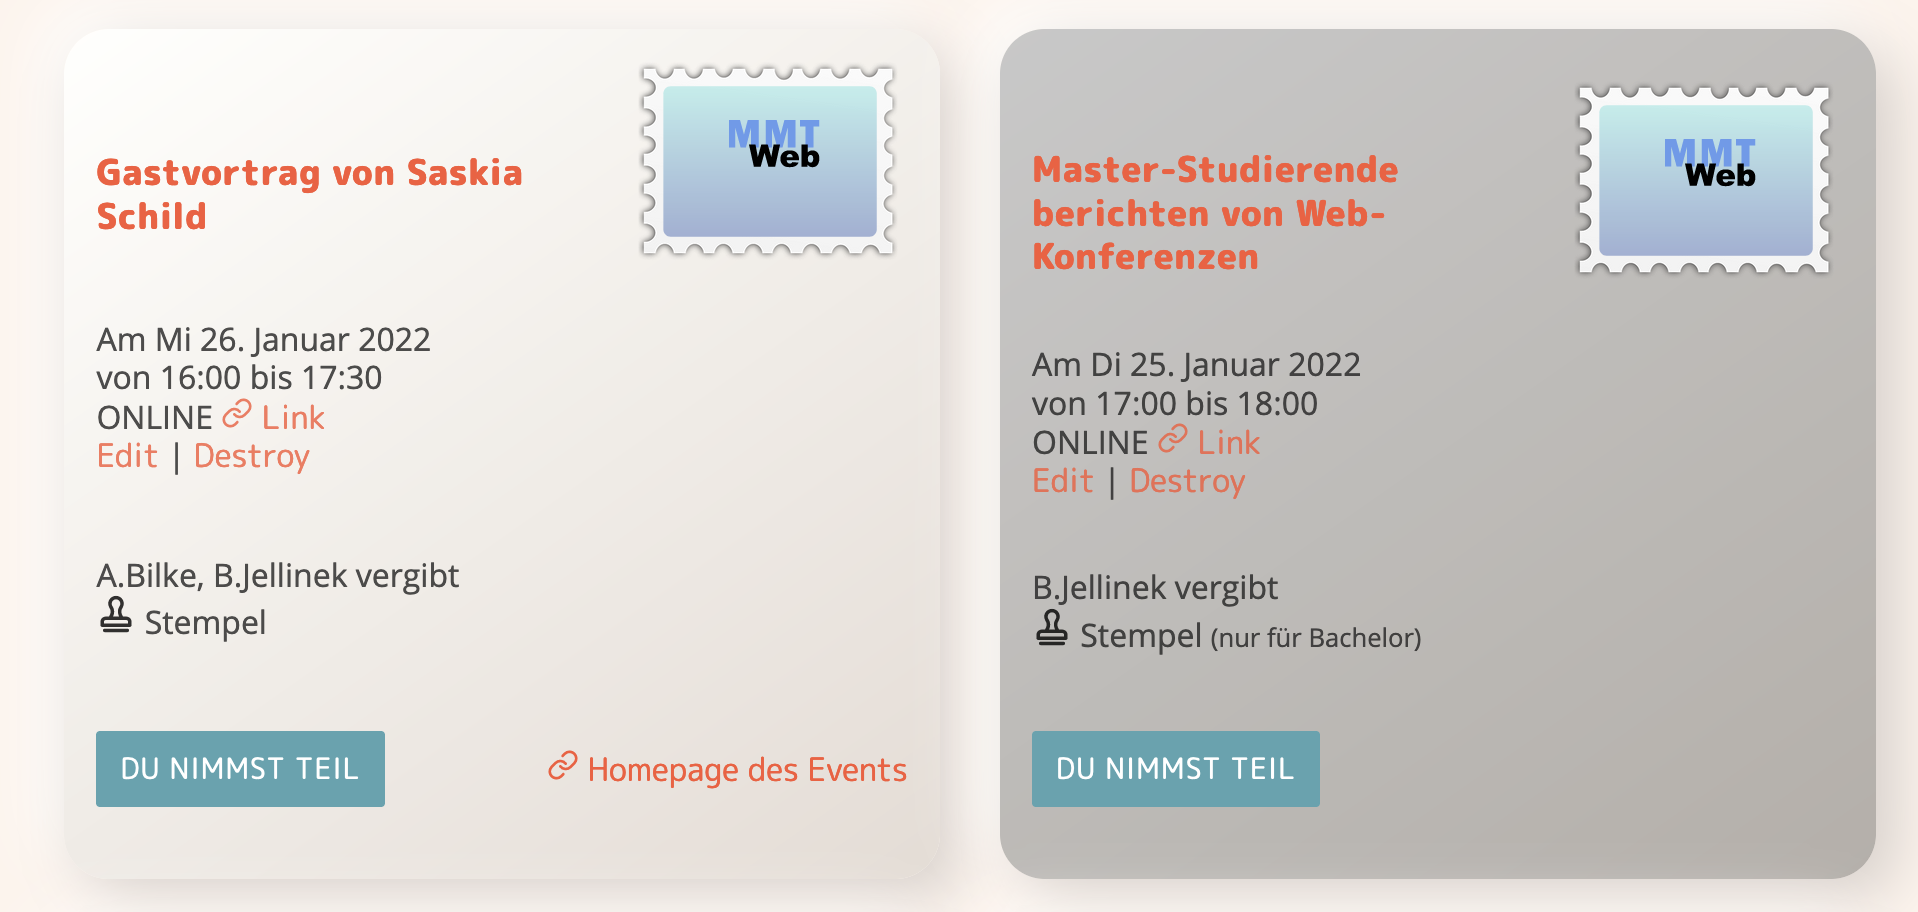 Gastvortrag von Saskia
Schild
MMT
Web
Am Mi 26. Januar 2022
von 16:00 bis 17:30
ONLINE Link
Edit | Destroy
A.Bilke, B.Jellinek vergibt
Stempel
DU NIMMST TEIL
Homepage des Events
Master-Studierende
berichten von Web-
Konferenzen
MMT
Web
Am Di 25. Januar 2022
von 17:00 bis 18:00
ONLINE Link
Edit | Destroy
B.Jellinek vergibt
Stempel (nur für Bachelor)
DU NIMMST TEIL